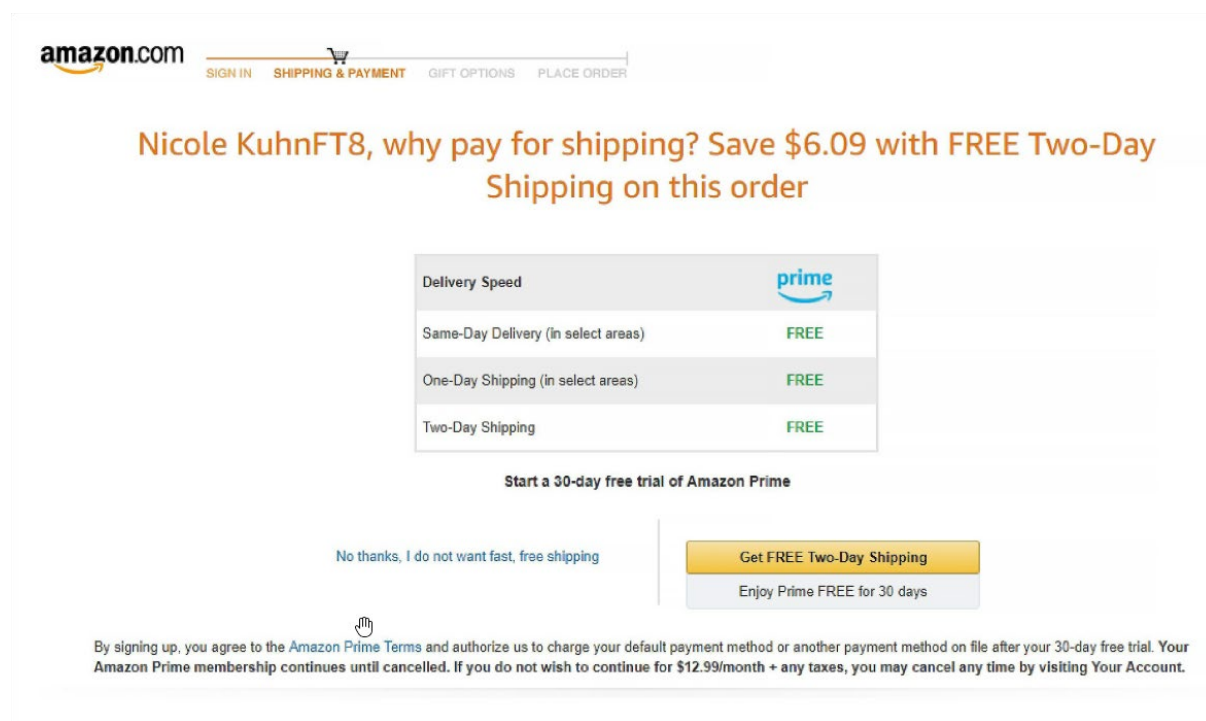 amazon.com
SIGN IN SHIPPING & PAYMENT GIFT OPTIONS PLACE ORDER
Nicole KuhnFT8, why pay for shipping? Save $6.09 with FREE Two-Day
Shipping on this order
Delivery Speed prime
Same-Day Delivery (in select areas) FREE
One-Day Shipping (in select areas) FREE
Two-Day Shipping FREE
Start a 30-day free trial of Amazon Prime
No thanks, I do not want fast, free shipping
Get FREE Two-Day Shipping
Enjoy Prime FREE for 30 days
By signing up, you agree to the Amazon Prime Terms and authorize us to charge your default payment method or another payment method on file after your 30-day free trial. Your
Amazon Prime membership continues until cancelled. If you do not wish to continue for $12.99/month + any taxes, you may cancel any time by visiting Your Account.